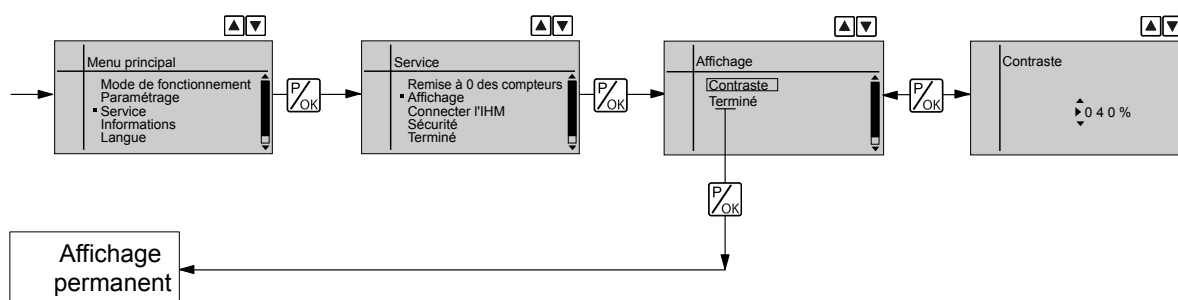 Menu principal
Mode de fonctionnement
Paramétrage
Service
Informations
Langue
P/OK
Service
Remise à 0 des compteurs
Affichage
Connecter l'IHM
Sécurité
Terminé
P/OK
Affichage
Contraste
Terminé
P/OK
Contraste
0 4 0 %
P/OK
Affichage
permanent